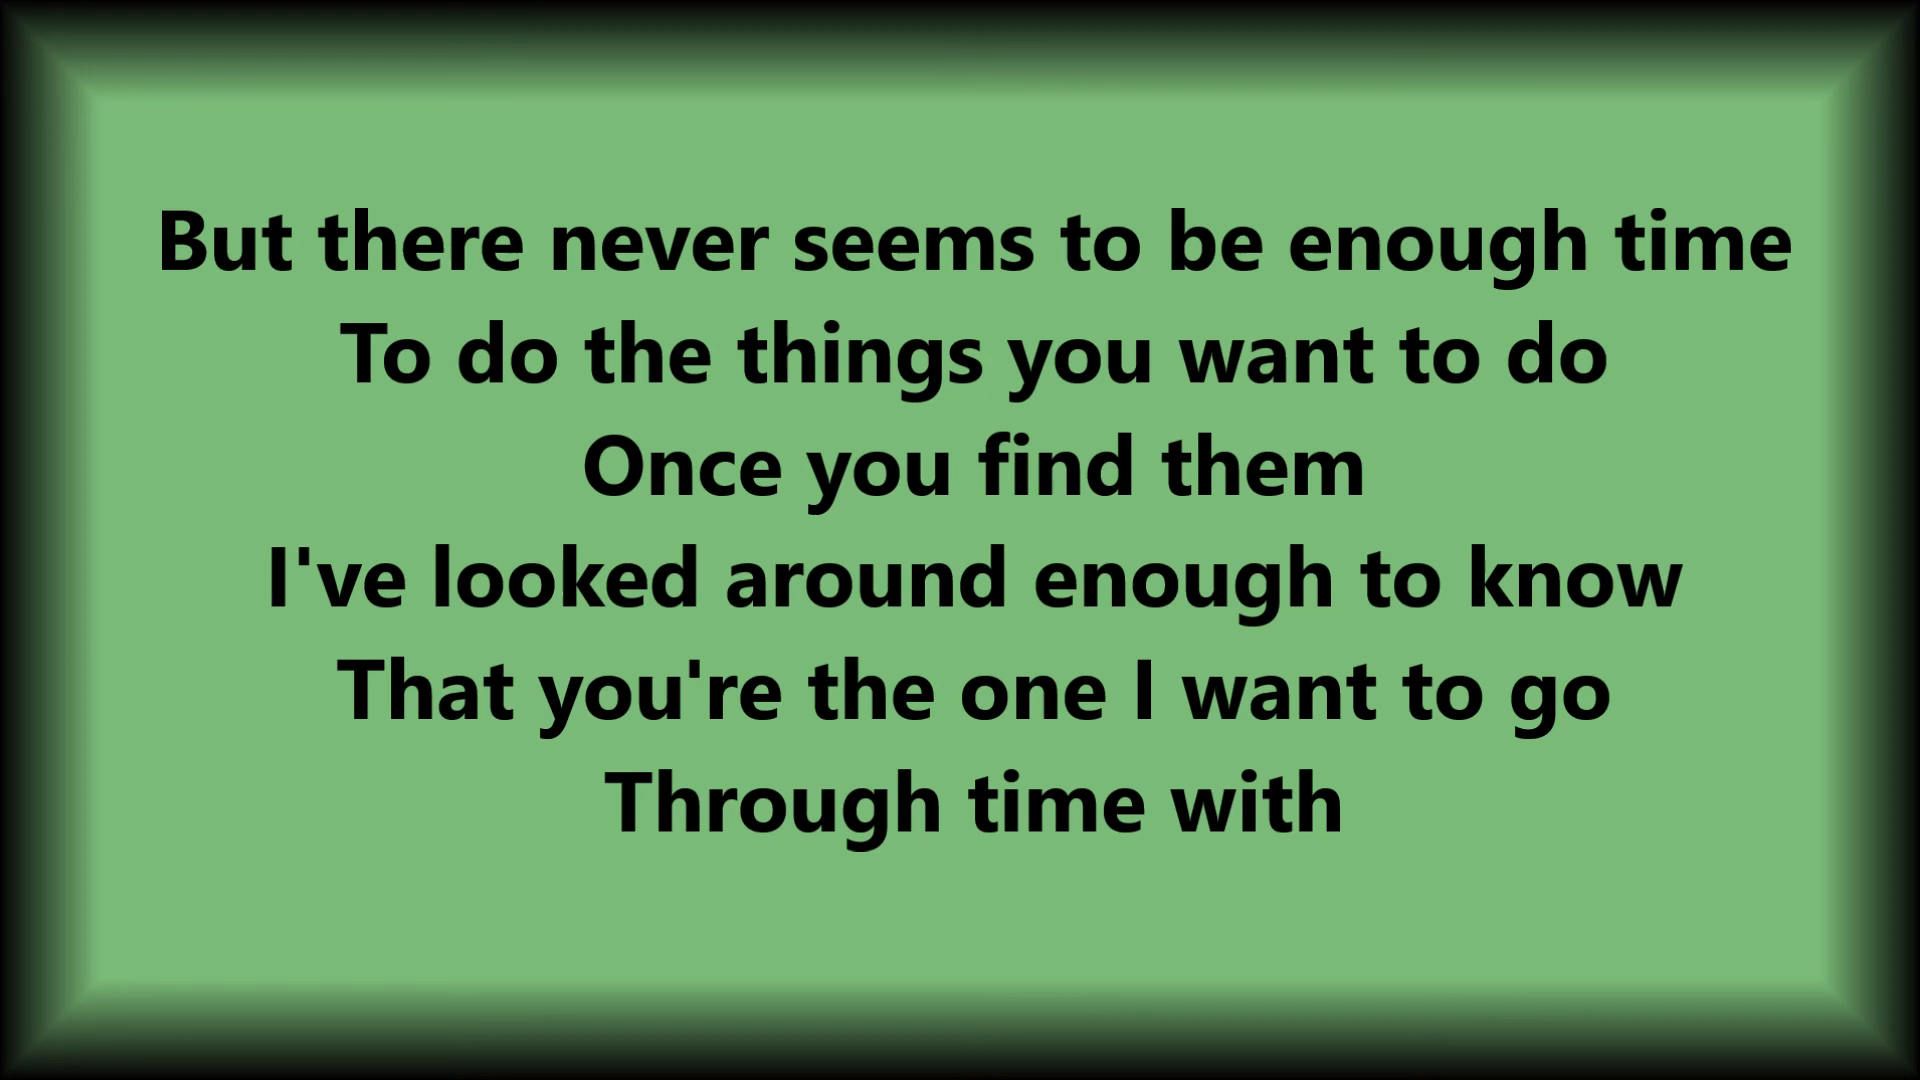 But there never seems to be enough time
To do the things you want to do
Once you find them
I've looked around enough to know
That you're the one I want to go
Through time with